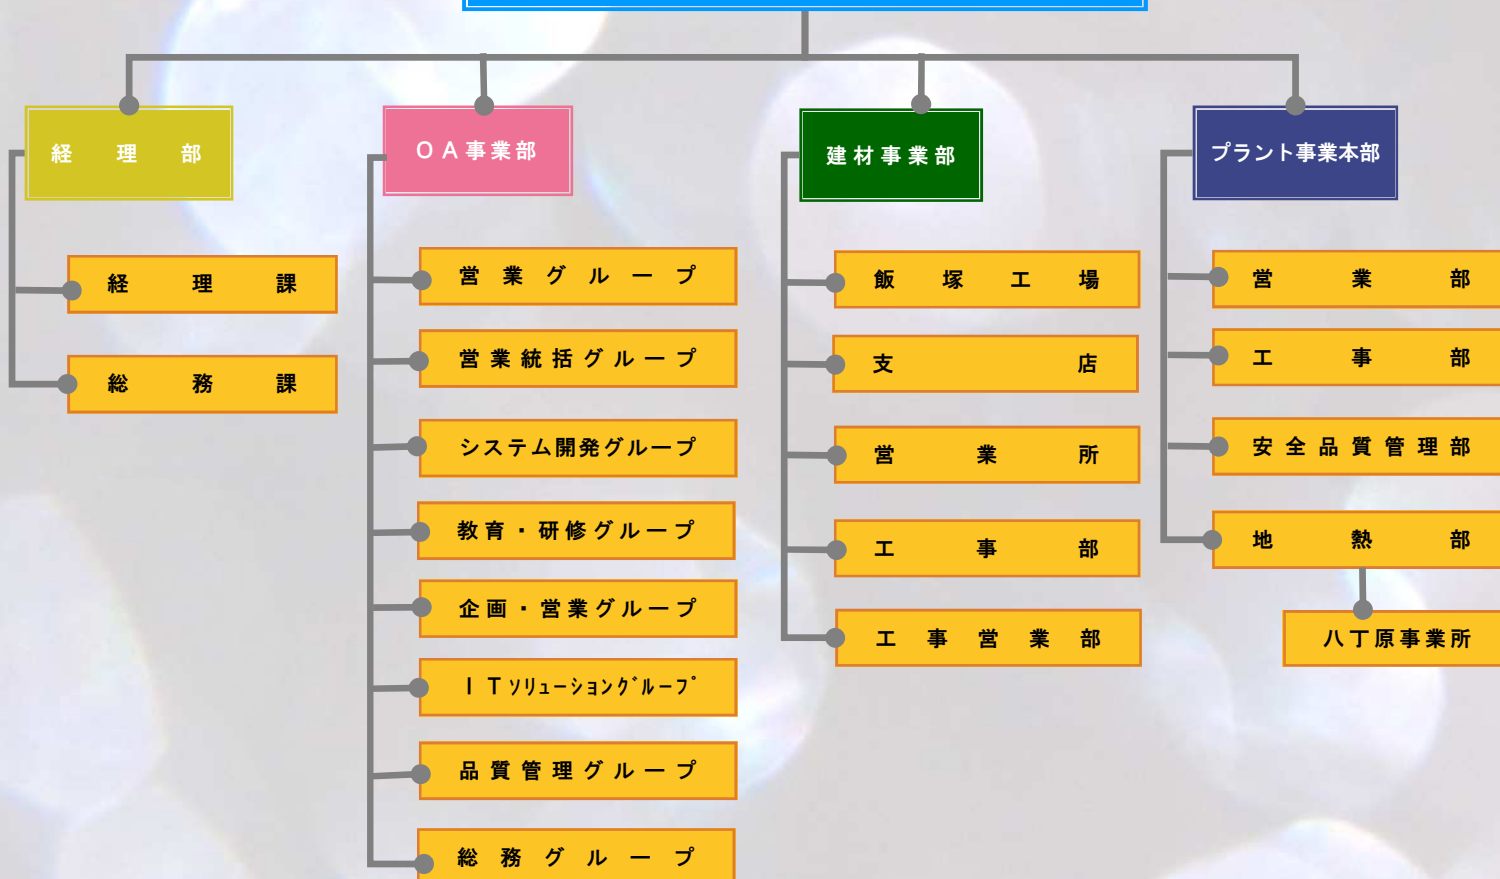 経理部
経理課
総務課
ＯＡ事業部
営業グループ
営業統括グループ
システム開発グループ
教育・研修グループ
企画・営業グループ
ＩＴｿﾘｭｰｼｮﾝｸﾞﾙｰﾌﾟ
品質管理グループ
総務グループ
建材事業部
飯塚工場
支店
営業所
工事部
工事営業部
プラント事業本部
営業部
工事部
安全品質管理部
地熱部
八丁原事業所